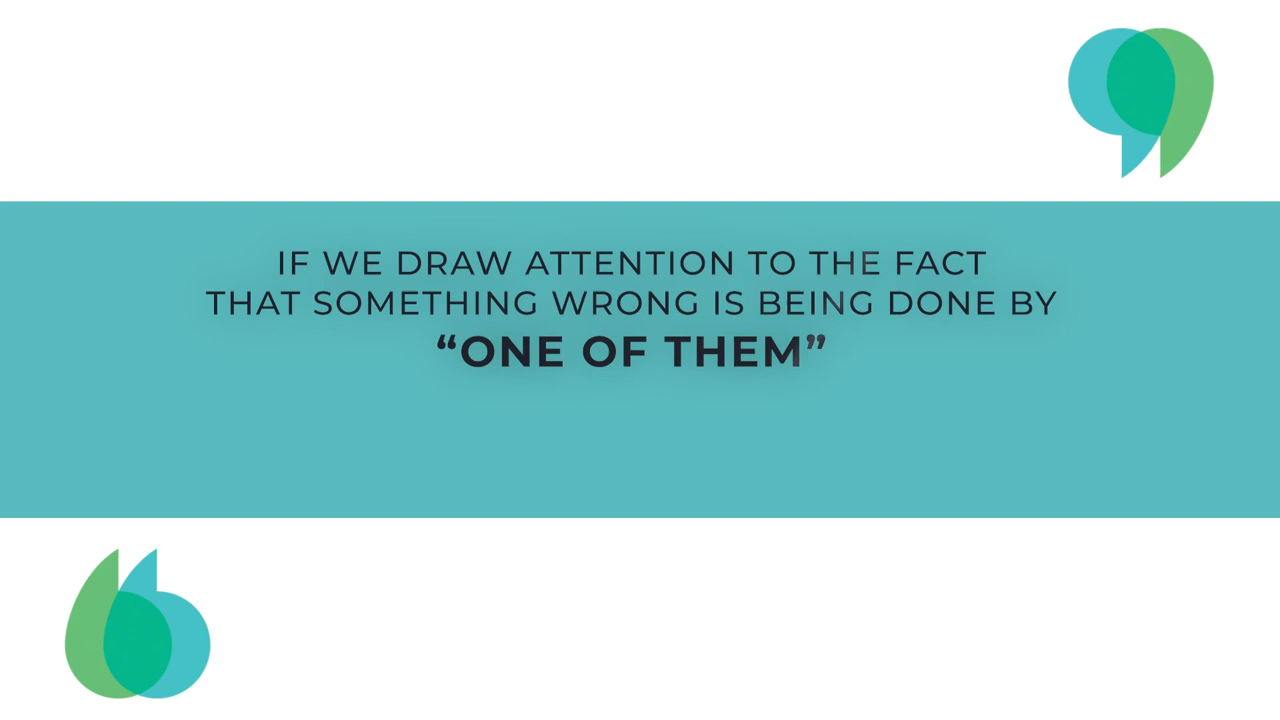 IF WE DRAW ATTENTION TO THE FACT
THAT SOMETHING WRONG IS BEING DONE BY
“ONE OF THEM”